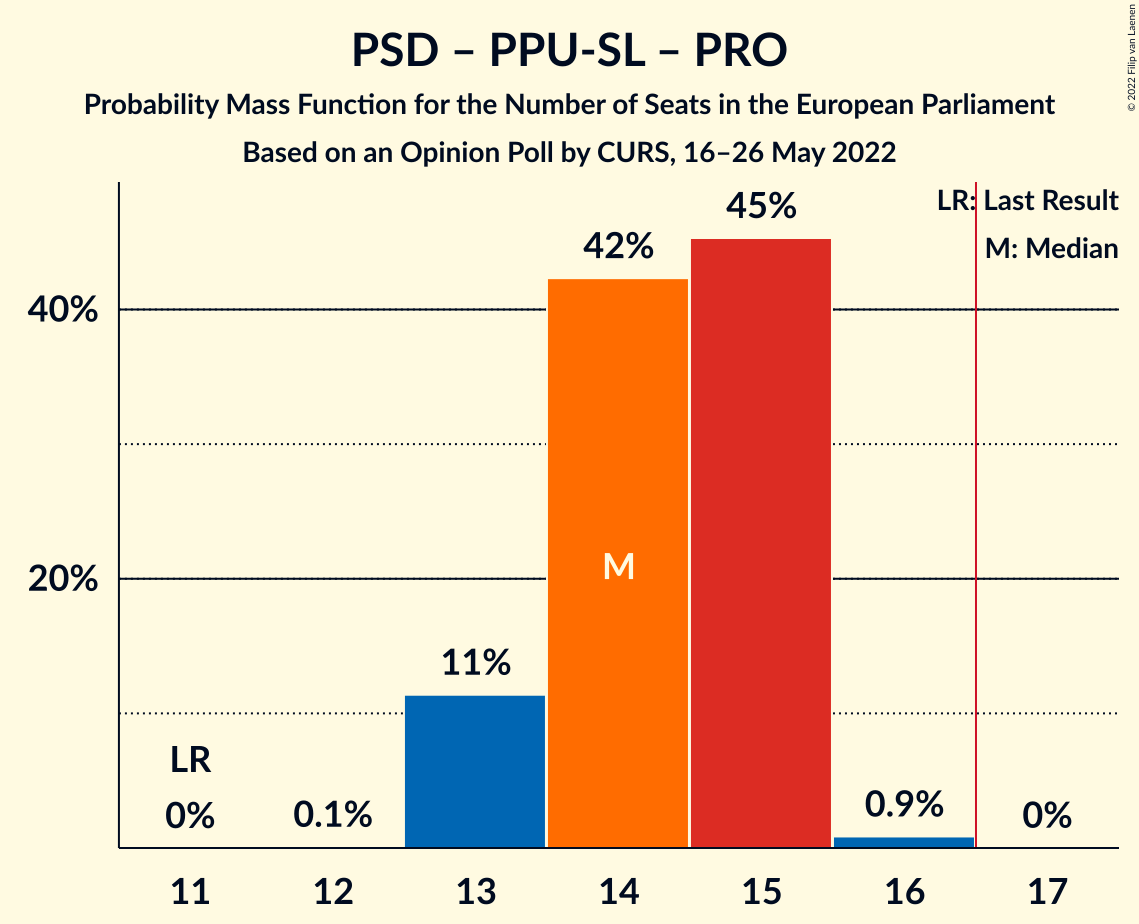 PSD – PPU-SL – PRO
Probability Mass Function for the Number of Seats in the European Parliament
Based on an Opinion Poll by CURS, 16–26 May 2022
© 2022 Filip van Laenen
LR: Last Result
M: Median
45%
42%
40%
M
20%
11%
LR
0%
0.1%
0.9%
0%
11 12 13 14 15 16 17